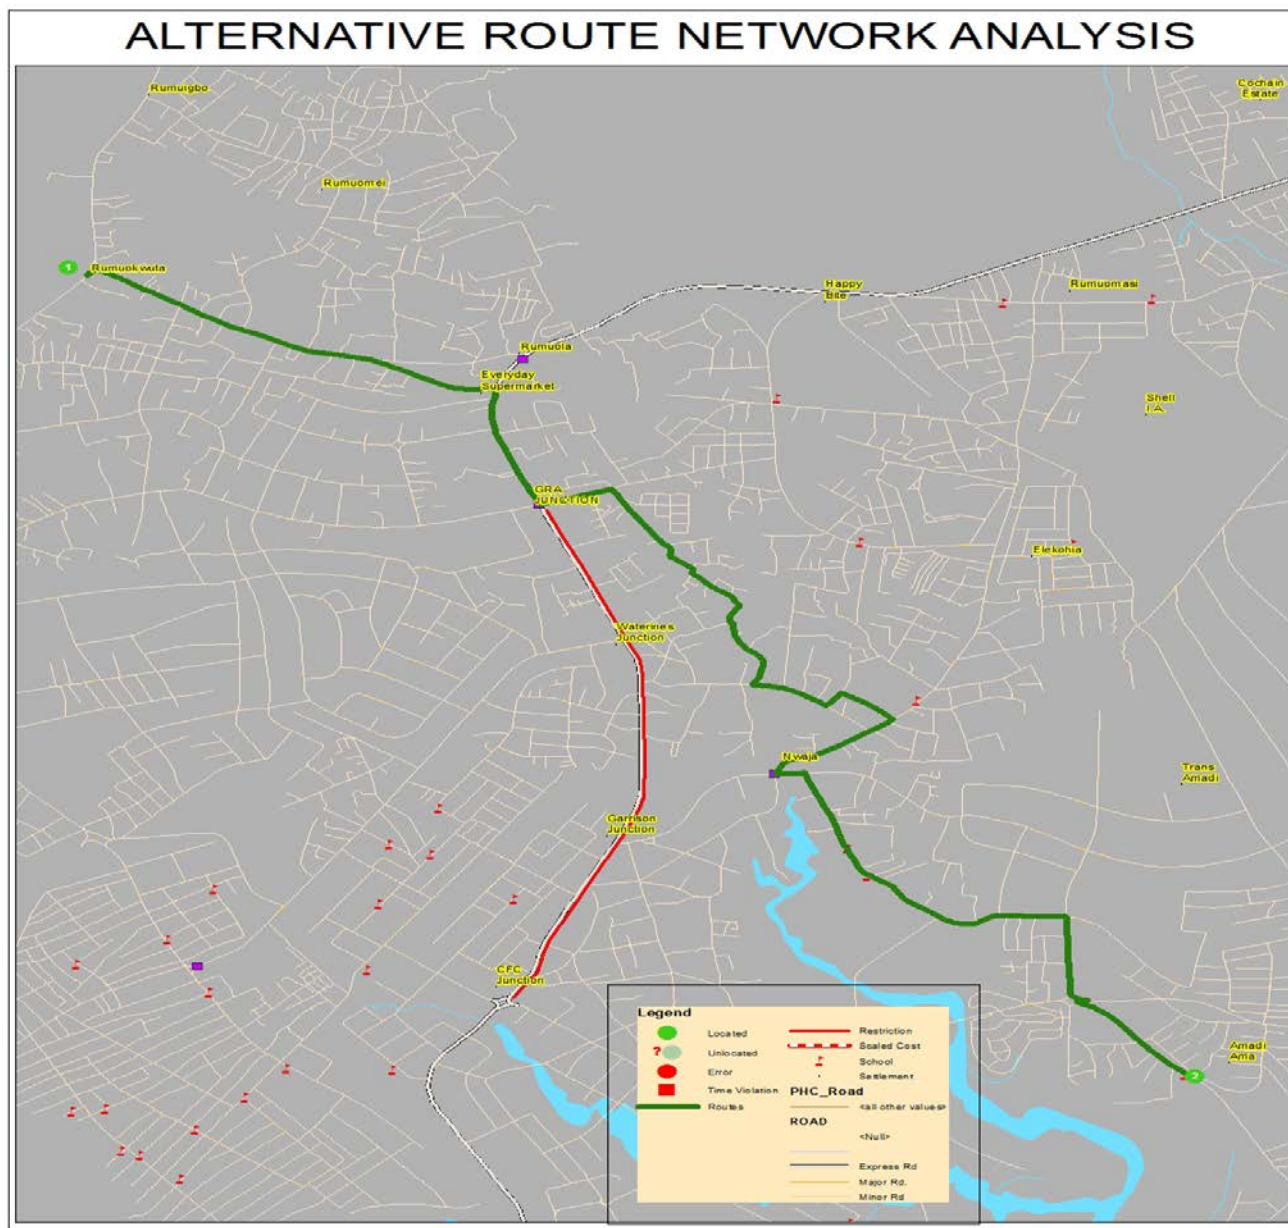 ALTERNATIVE ROUTE NETWORK ANALYSIS
Rumuigbo
Cochain
Estate
Rumuomei
1
Rumuokwuta
Happy
Bite
Rumuomasi
Rumuola
Everyday
Supermarket
Shell
I.A.
GRA
JUNCTION
Elekohia
Waterines
Junction
Nwaja
Trans
Amadi
Garrison
Junction
CFC
Junction
Amadi
Ama
2
Legend
Located
? Unlocated
Error
Time Violation
Routes
Restriction
Scaled Cost
School
Settlement
PHC_Road
<all other values>
ROAD
<Null>
Express Rd
Major Rd.
Minor Rd